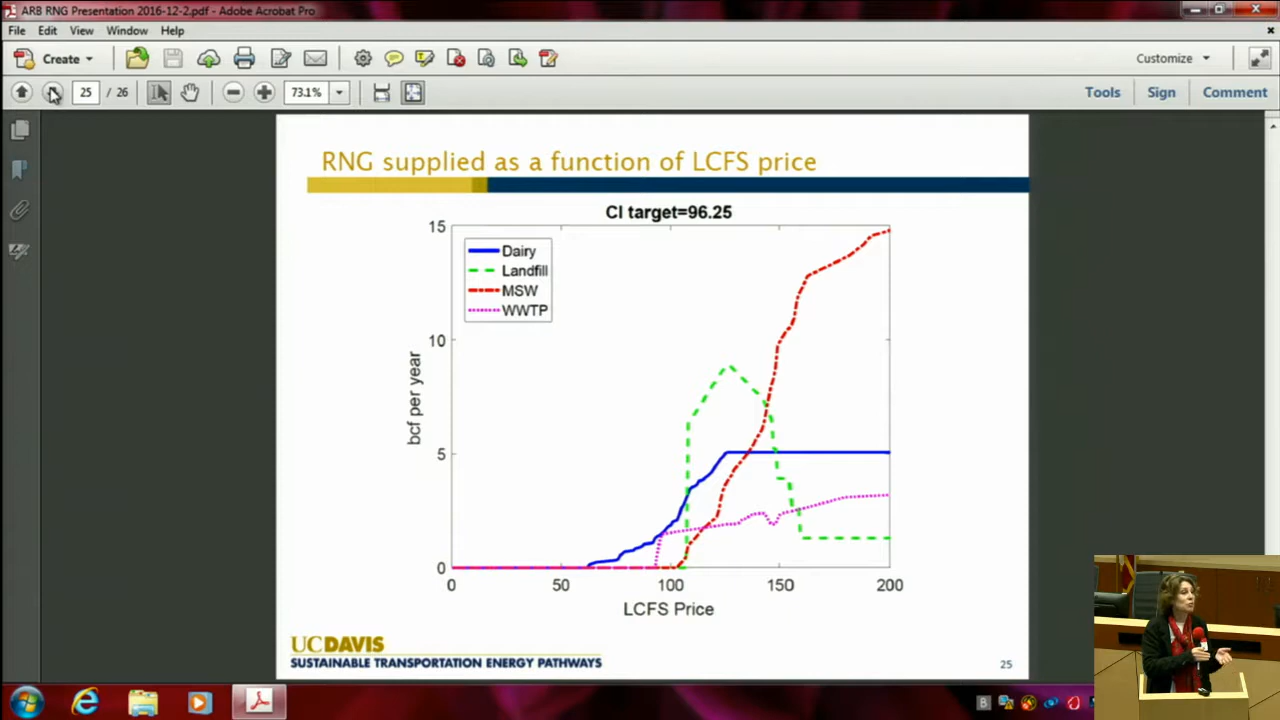 ARB RNG Presentation 2016-12-2.pdf - Adobe Acrobat Pro
File Edit View Window Help
Create
Customize
25 / 26
73.1%
Tools Sign Comment
RNG supplied as a function of LCFS price
CI target=96.25
15
10
5
0
bcf per year
Dairy
Landfill
MSW
WWTP
0 50 100 150 200
LCFS Price
UCDAVIS
SUSTAINABLE TRANSPORTATION ENERGY PATHWAYS
25